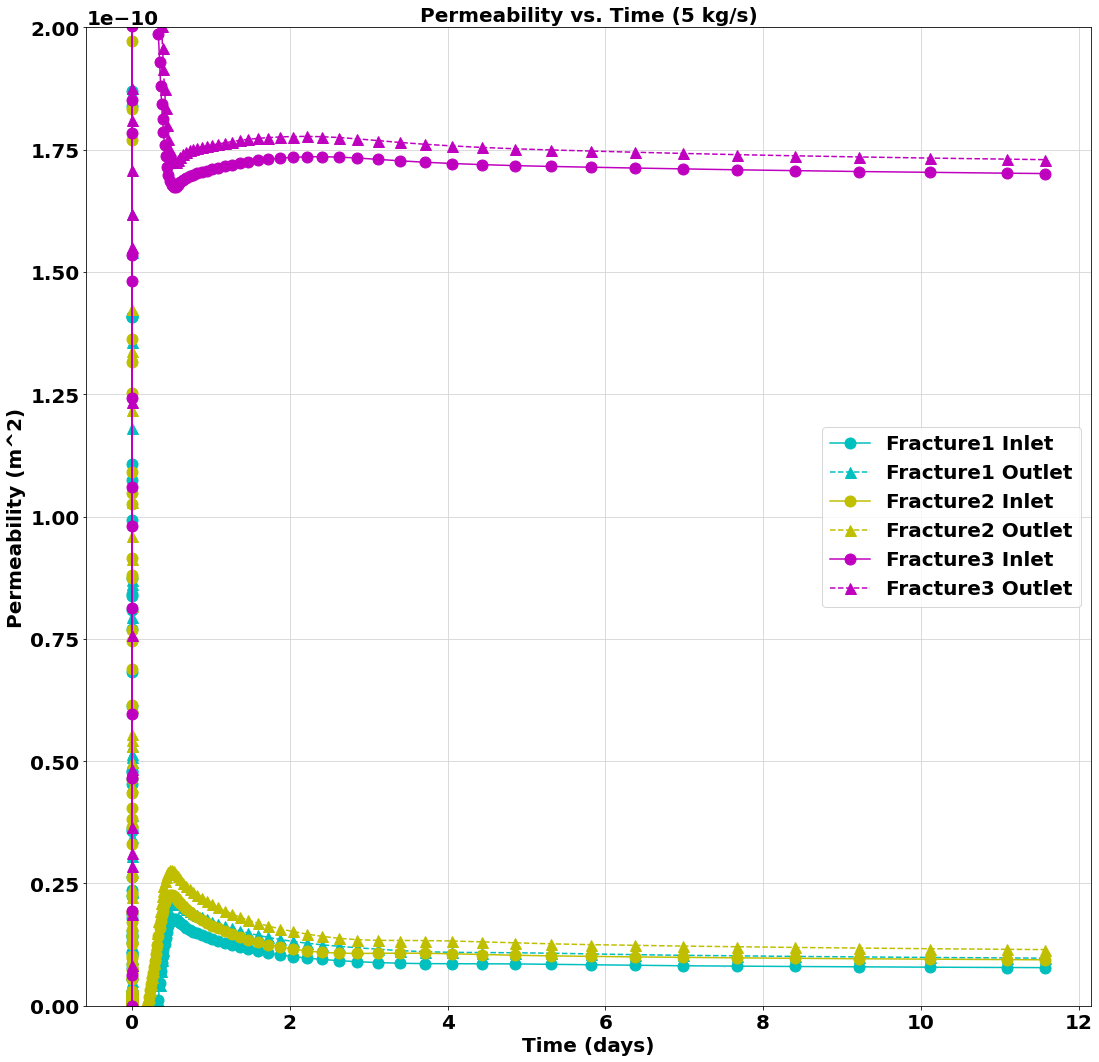 Permeability vs. Time (5 kg/s)
1e−10
2.00
1.75
1.50
1.25
1.00
0.75
0.50
0.25
0.00
Permeability (m^2)
Fracture1 Inlet
Fracture1 Outlet
Fracture2 Inlet
Fracture2 Outlet
Fracture3 Inlet
Fracture3 Outlet
0 2 4 6 8 10 12
Time (days)